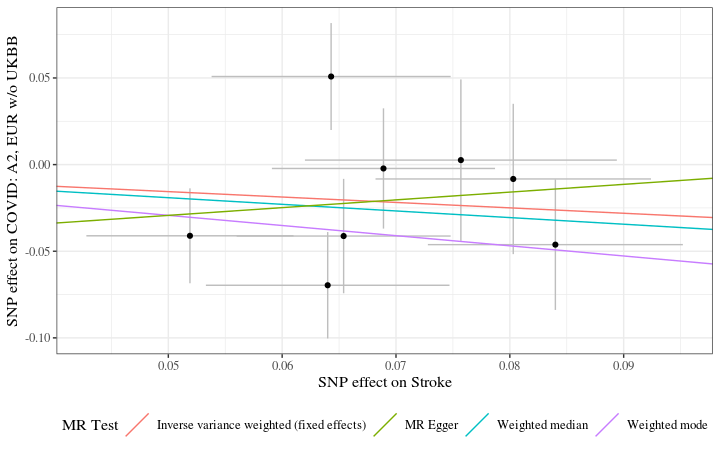 SNP effect on COVID: A2, EUR w/o UKBB
0.05
0.00
-0.05
-0.10
0.05 0.06 0.07 0.08 0.09
SNP effect on Stroke
MR Test Inverse variance weighted (fixed effects) MR Egger Weighted median Weighted mode